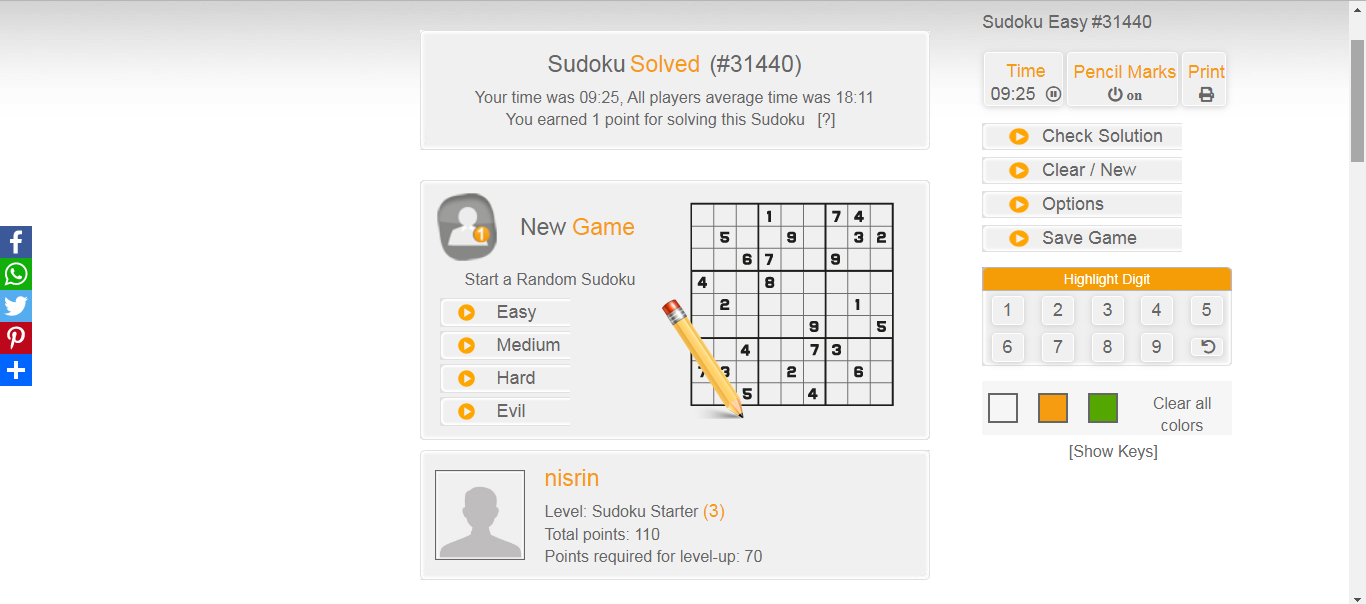 Sudoku Solved (#31440)
Your time was 09:25, All players average time was 18:11
You earned 1 point for solving this Sudoku [?]
1
New Game
Start a Random Sudoku
Easy
Medium
Hard
Evil
1 7 4
5 9 3 2
6 7 9
4 8
2 1
9 5
4 7 3
7 3 2 6
5 4
nisrin
Level: Sudoku Starter (3)
Total points: 110
Points required for level-up: 70
Sudoku Easy #31440
Time Pencil Marks Print
09:25 on
Check Solution
Clear / New
Options
Save Game
Highlight Digit
1 2 3 4 5
6 7 8 9
Clear all
colors
[Show Keys]